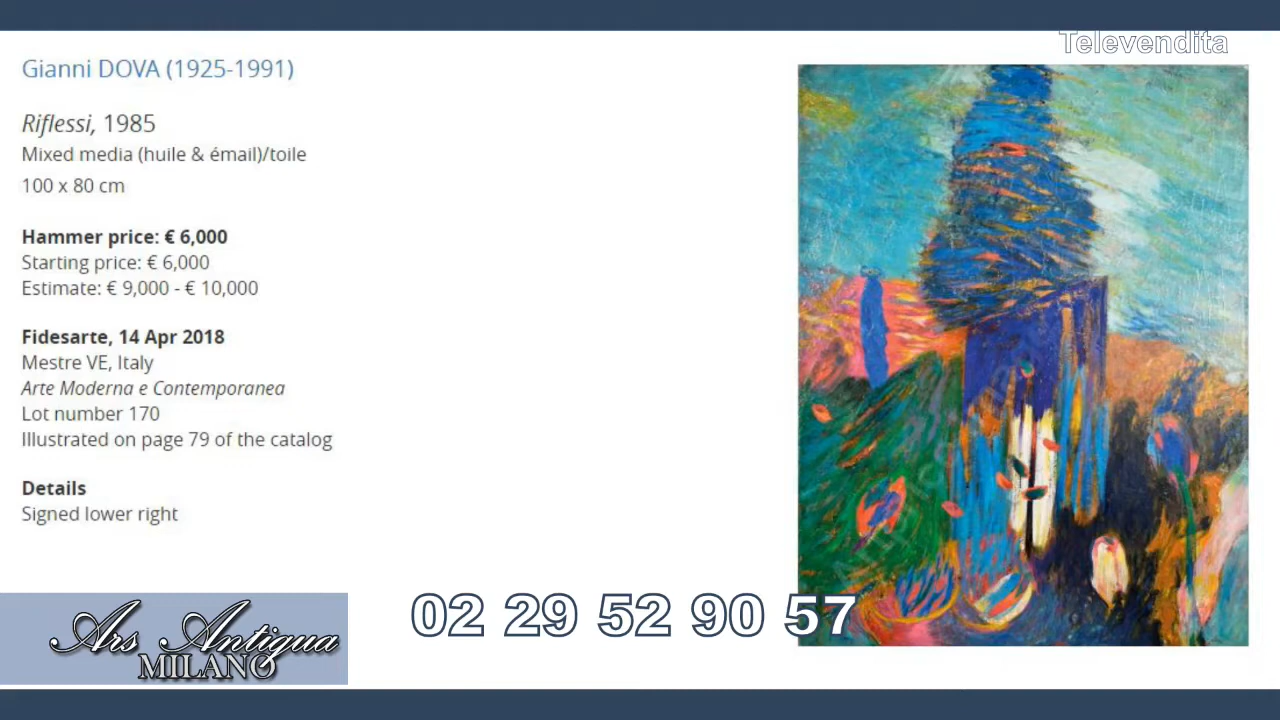 Televendita
Gianni DOVA (1925-1991)
Riflessi, 1985
Mixed media (huile & émail)/toile
100 x 80 cm
Hammer price: € 6,000
Starting price: € 6,000
Estimate: € 9,000 - € 10,000
Fidesarte, 14 Apr 2018
Mestre VE, Italy
Arte Moderna e Contemporanea
Lot number 170
Illustrated on page 79 of the catalog
Details
Signed lower right
Ars Antiqua
MILANO
02 29 52 90 57